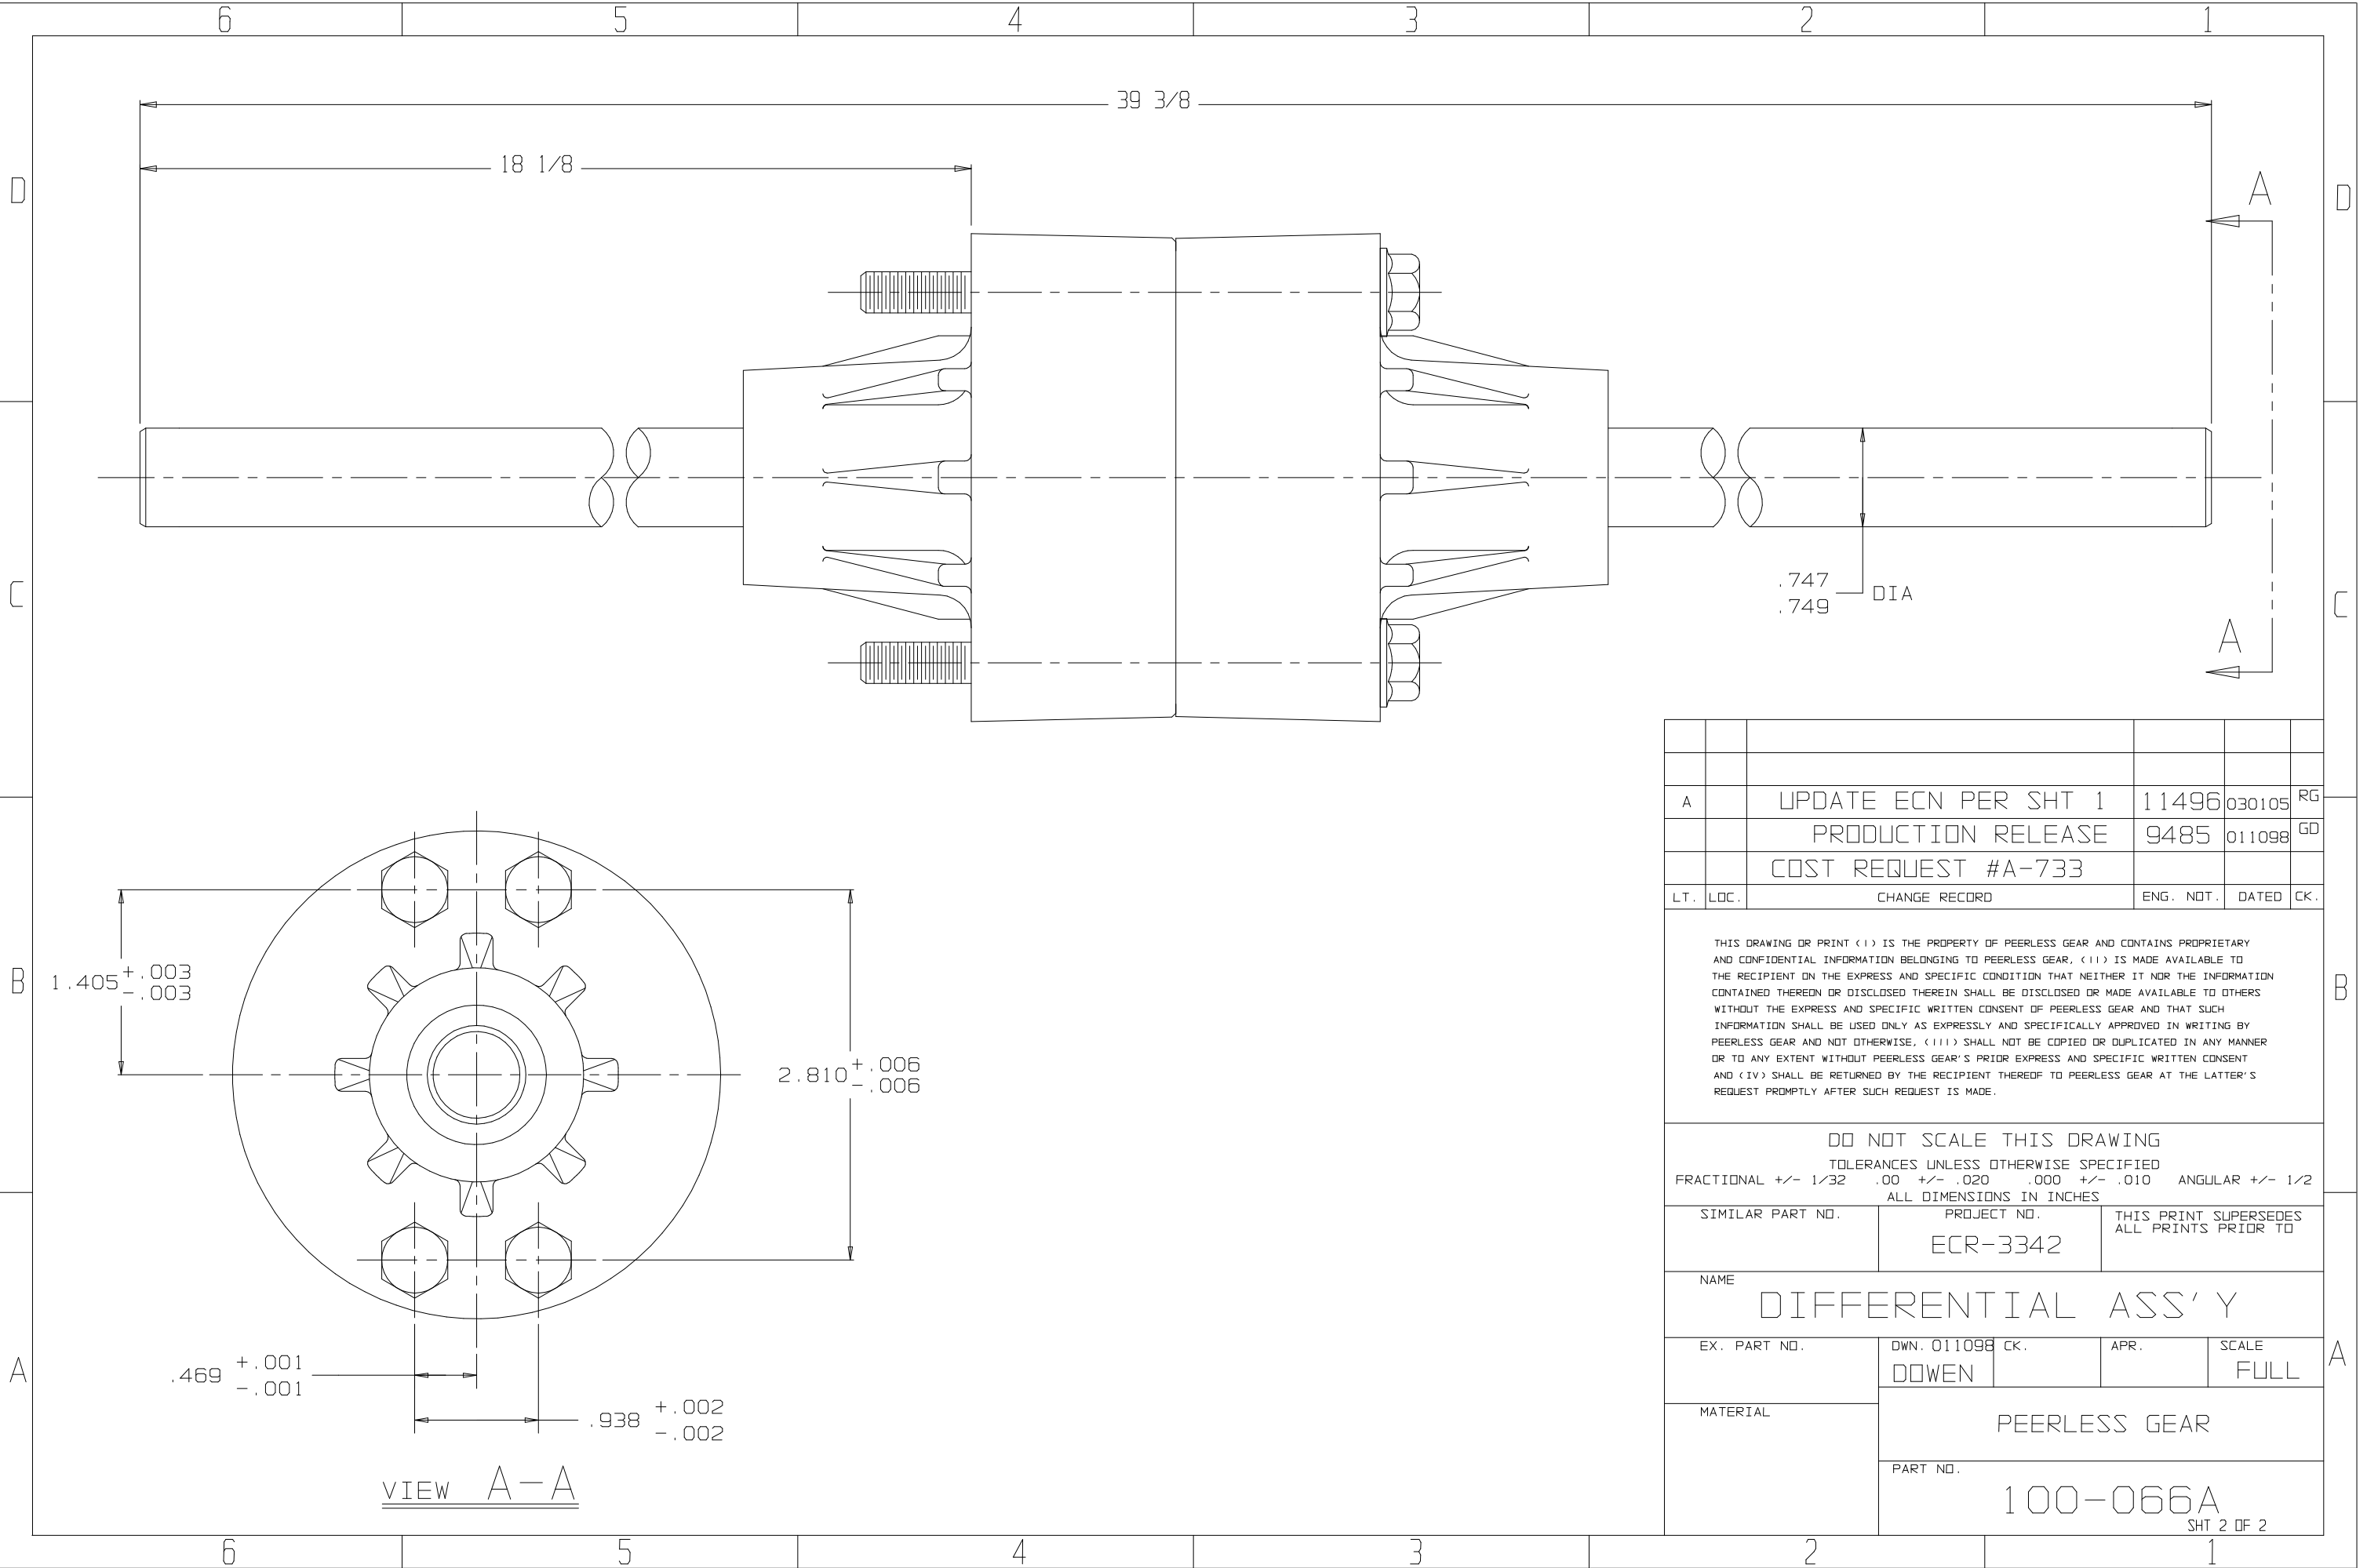 6 5 4 3 2 1
39 3/8
18 1/8
D
D
A
C
C
.747
.749
DIA
A
A UPDATE ECN PER SHT 1 11496 030105 RG
PRODUCTION RELEASE 9485 011098 GD
COST REQUEST #A-733
LT. LOC. CHANGE RECORD ENG. NOT. DATED CK.
THIS DRAWING OR PRINT (I) IS THE PROPERTY OF PEERLESS GEAR AND CONTAINS PROPRIETARY
AND CONFIDENTIAL INFORMATION BELONGING TO PEERLESS GEAR, (II) IS MADE AVAILABLE TO
THE RECIPIENT ON THE EXPRESS AND SPECIFIC CONDITION THAT NEITHER IT NOR THE INFORMATION
CONTAINED THEREON OR DISCLOSED THEREIN SHALL BE DISCLOSED OR MADE AVAILABLE TO OTHERS
WITHOUT THE EXPRESS AND SPECIFIC WRITTEN CONSENT OF PEERLESS GEAR AND THAT SUCH
INFORMATION SHALL BE USED ONLY AS EXPRESSLY AND SPECIFICALLY APPROVED IN WRITING BY
PEERLESS GEAR AND NOT OTHERWISE, (III) SHALL NOT BE COPIED OR DUPLICATED IN ANY MANNER
OR TO ANY EXTENT WITHOUT PEERLESS GEAR'S PRIOR EXPRESS AND SPECIFIC WRITTEN CONSENT
AND (IV) SHALL BE RETURNED BY THE RECIPIENT THEREOF TO PEERLESS GEAR AT THE LATTER'S
REQUEST PROMPTLY AFTER SUCH REQUEST IS MADE.
B
B
1.405 +.003
-.003
2.810 +.006
-.006
DO NOT SCALE THIS DRAWING
TOLERANCES UNLESS OTHERWISE SPECIFIED
FRACTIONAL +/- 1/32 .00 +/- .020 .000 +/- .010 ANGULAR +/- 1/2
ALL DIMENSIONS IN INCHES
SIMILAR PART NO.
PROJECT NO.
ECR-3342
THIS PRINT SUPERSEDES
ALL PRINTS PRIOR TO
NAME
DIFFERENTIAL ASS'Y
EX. PART NO.
DWN. 011098
DOWEN
CK.
APR.
SCALE
FULL
A
A
.469 +.001
-.001
.938 +.002
-.002
MATERIAL
PEERLESS GEAR
VIEW A-A
PART NO.
100-066A
SHT 2 OF 2
6 5 4 3 2 1